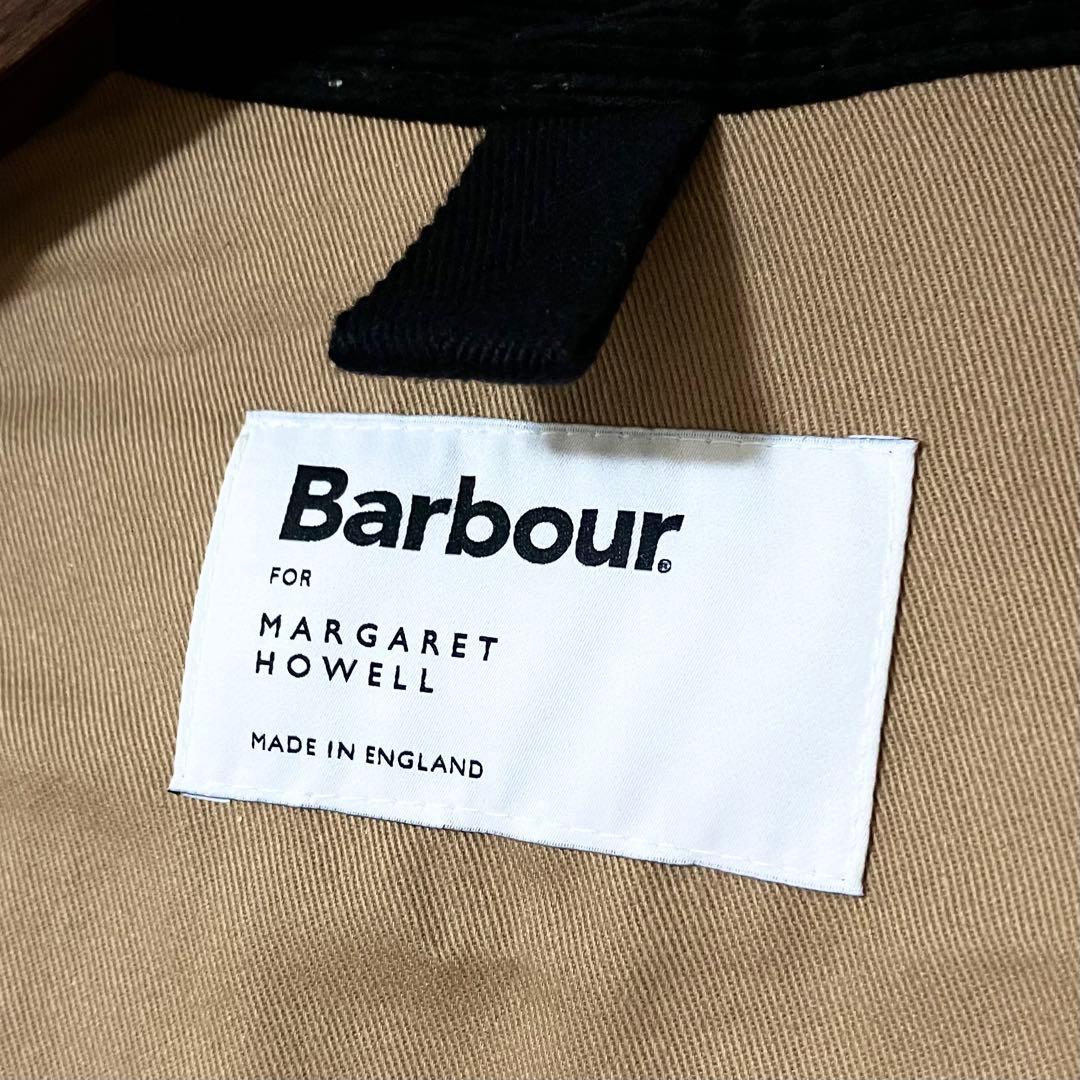 Barbour®
FOR
MARGARET
HOWELL
MADE IN ENGLAND